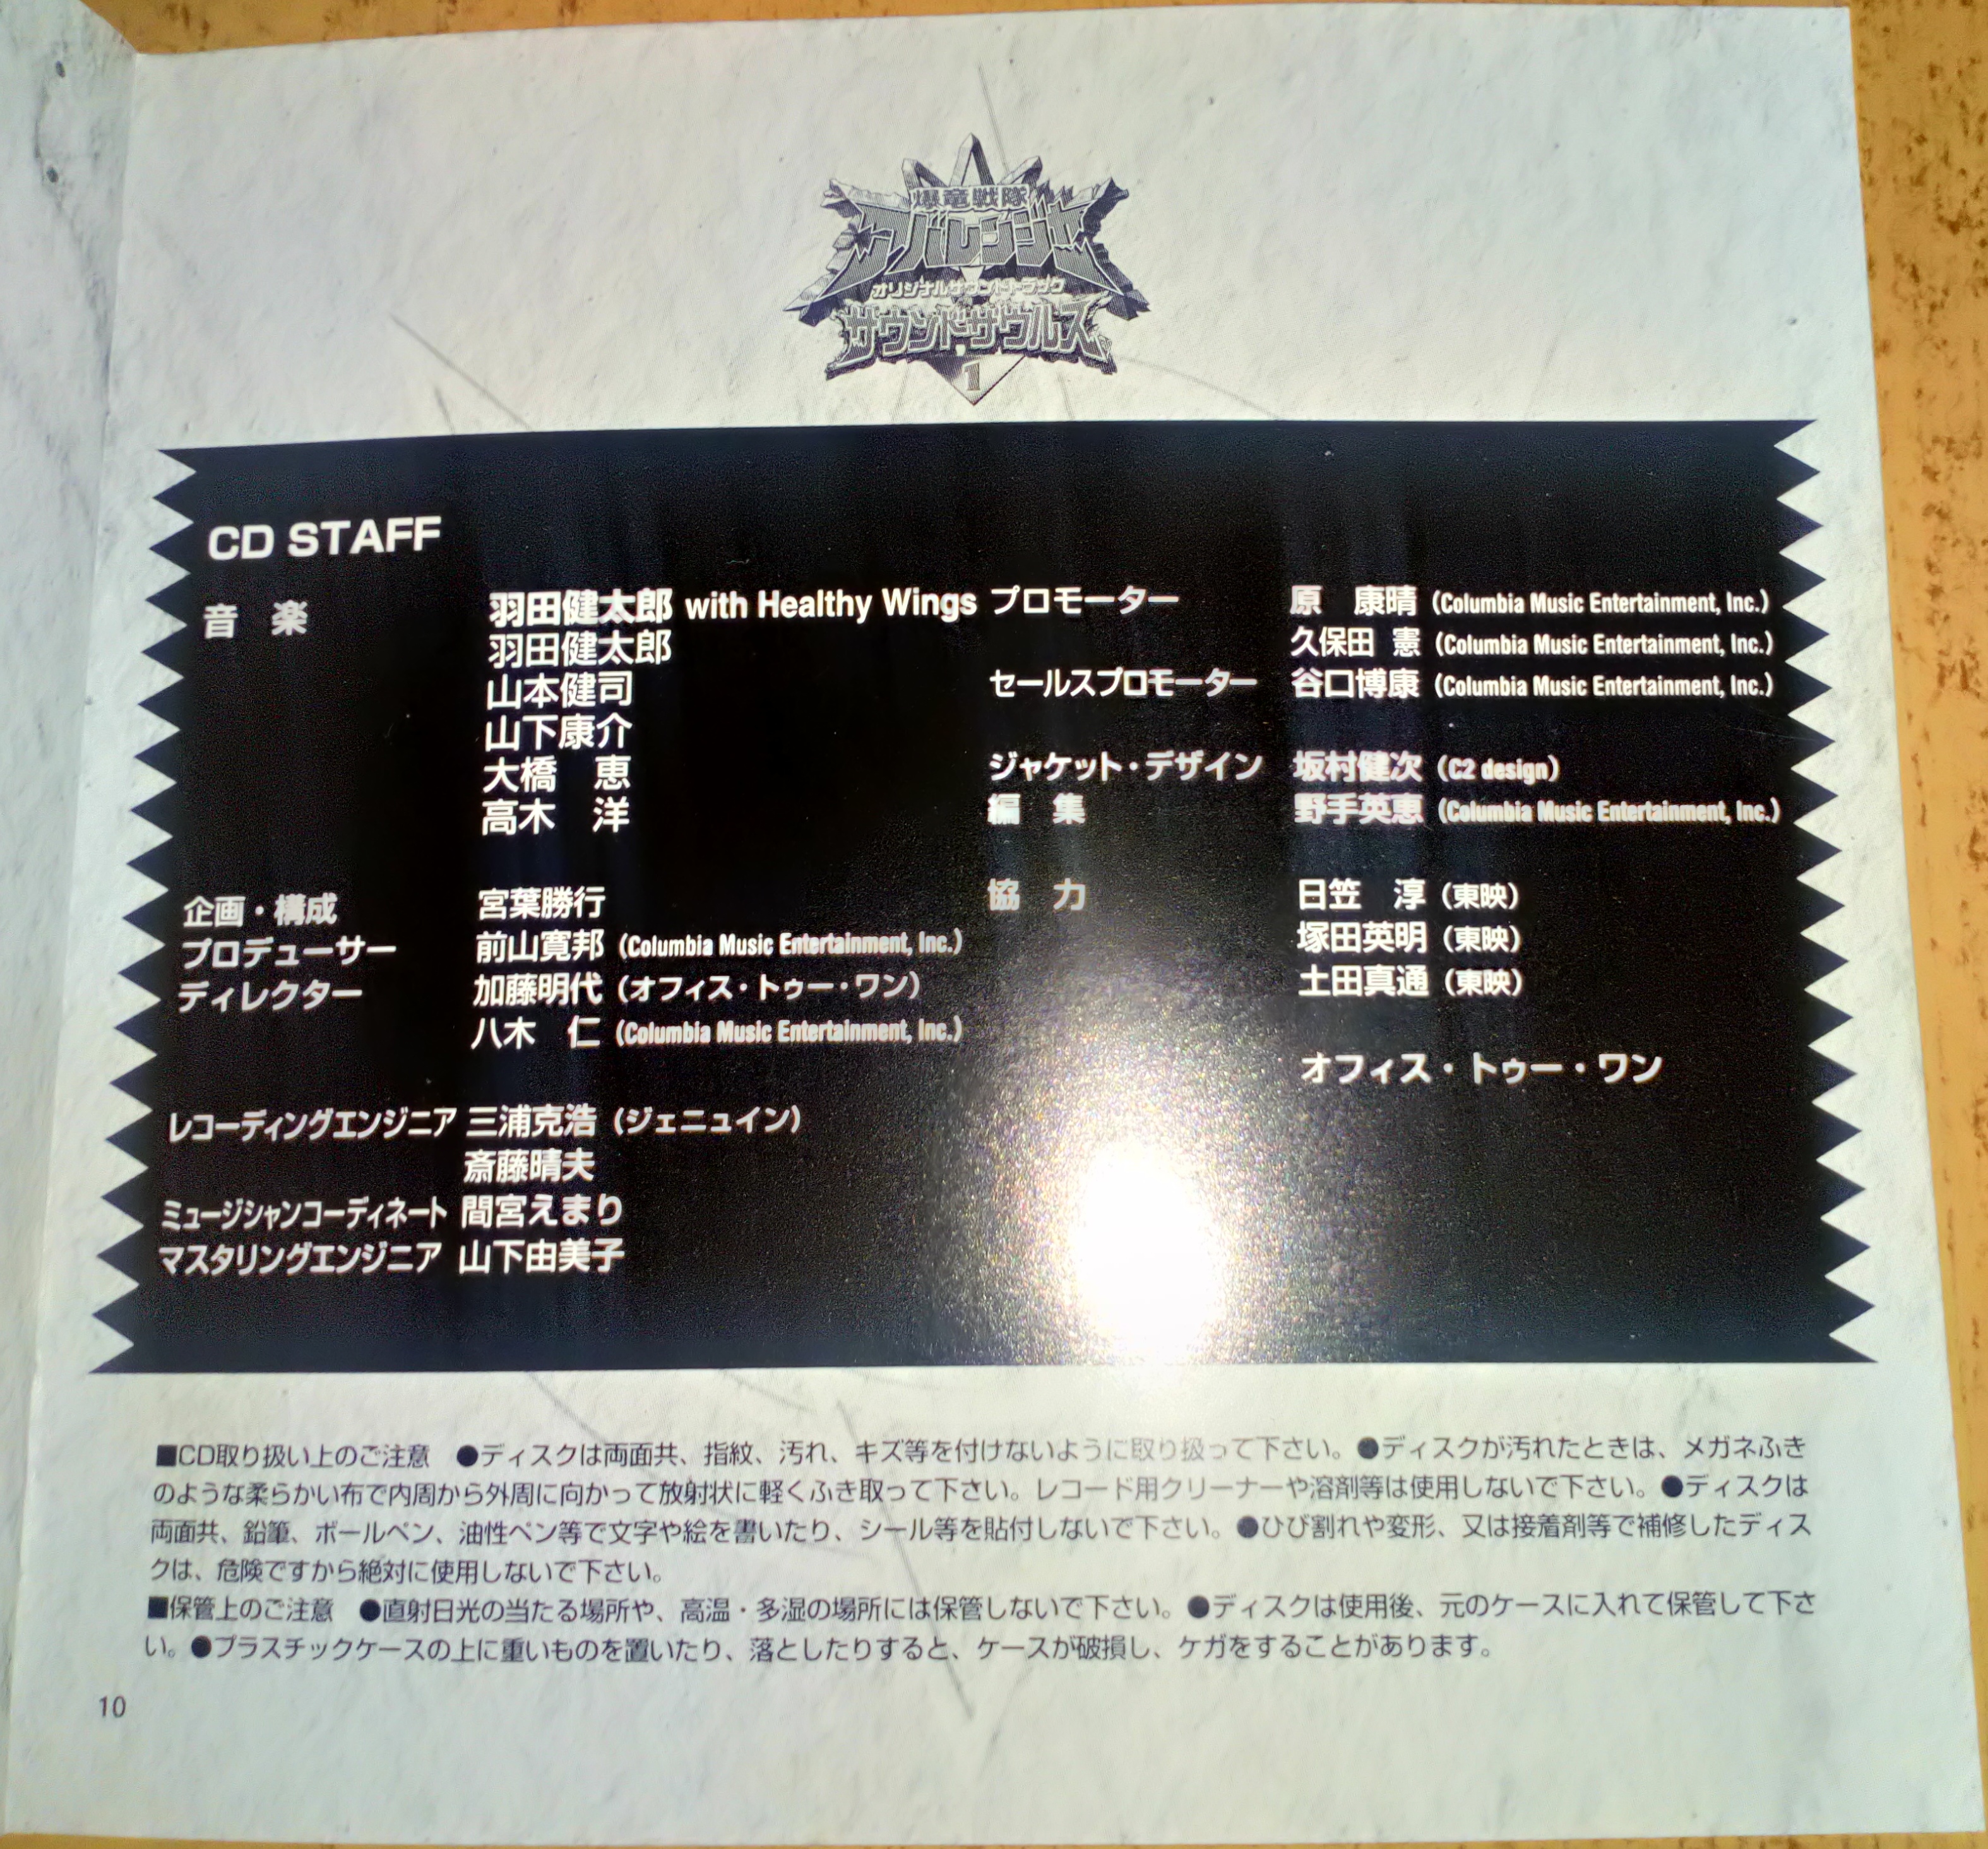 爆竜戦隊
アバレンジャー
オリジナルサウンドトラック
サウンドザウルス
1
CD STAFF
音 楽 羽田健太郎 with Healthy Wings
羽田健太郎
山本健司
山下康介
大橋 恵
高木 洋
企画・構成 宮葉勝行
プロデューサー 前山寛邦 (Columbia Music Entertainment, Inc.)
ディレクター 加藤明代 (オフィス・トゥー・ワン)
八木 仁 (Columbia Music Entertainment, Inc.)
レコーディングエンジニア 三浦克浩 (ジェニュイン)
斎藤晴夫
ミュージシャンコーディネート 間宮えまり
マスタリングエンジニア 山下由美子
プロモーター 原 康晴 (Columbia Music Entertainment, Inc.)
久保田 憲 (Columbia Music Entertainment, Inc.)
セールスプロモーター 谷口博康 (Columbia Music Entertainment, Inc.)
ジャケット・デザイン 坂村健次 (C2 design)
編 集 野手英恵 (Columbia Music Entertainment, Inc.)
協 力 日笠 淳 (東映)
塚田英明 (東映)
土田真通 (東映)
オフィス・トゥー・ワン
■CD取り扱い上のご注意 ●ディスクは両面共、指紋、汚れ、キズ等を付けないように取り扱って下さい。●ディスクが汚れたときは、メガネふき
のような柔らかい布で内周から外周に向かって放射状に軽くふき取って下さい。レコード用クリーナーや溶剤等は使用しないで下さい。●ディスクは
両面共、鉛筆、ボールペン、油性ペン等で文字や絵を書いたり、シール等を貼付しないで下さい。●ひび割れや変形、又は接着剤等で補修したディス
クは、危険ですから絶対に使用しないで下さい。
■保管上のご注意 ●直射日光の当たる場所や、高温・多湿の場所には保管しないで下さい。●ディスクは使用後、元のケースに入れて保管して下さ
い。●プラスチックケースの上に重いものを置いたり、落としたりすると、ケースが破損し、ケガをすることがあります。
10